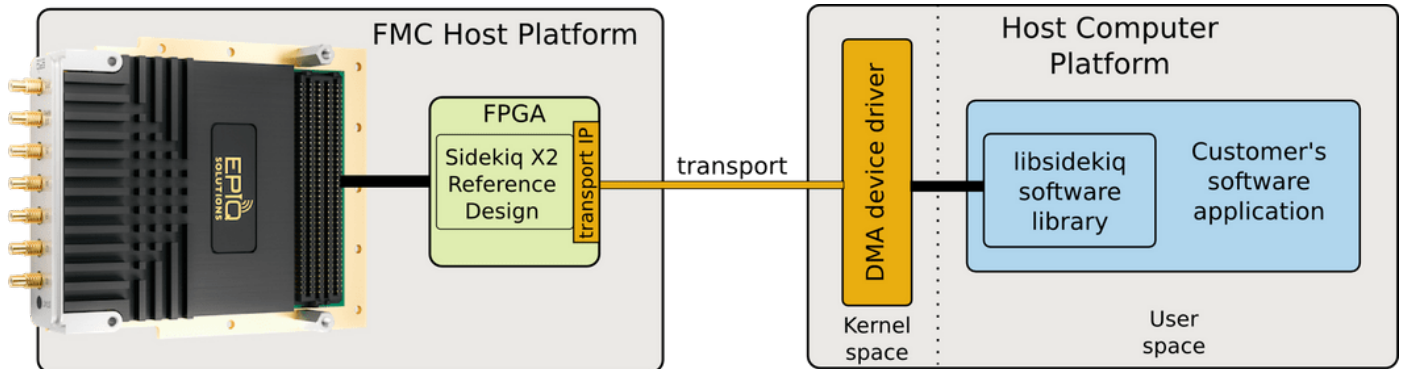 FMC Host Platform
EPIQ
SOLUTIONS
FPGA
Sidekiq X2
Reference
Design
transport IP
transport
Host Computer
Platform
DMA device driver
libsidekiq
software
library
Customer's
software
application
Kernel
space
User
space